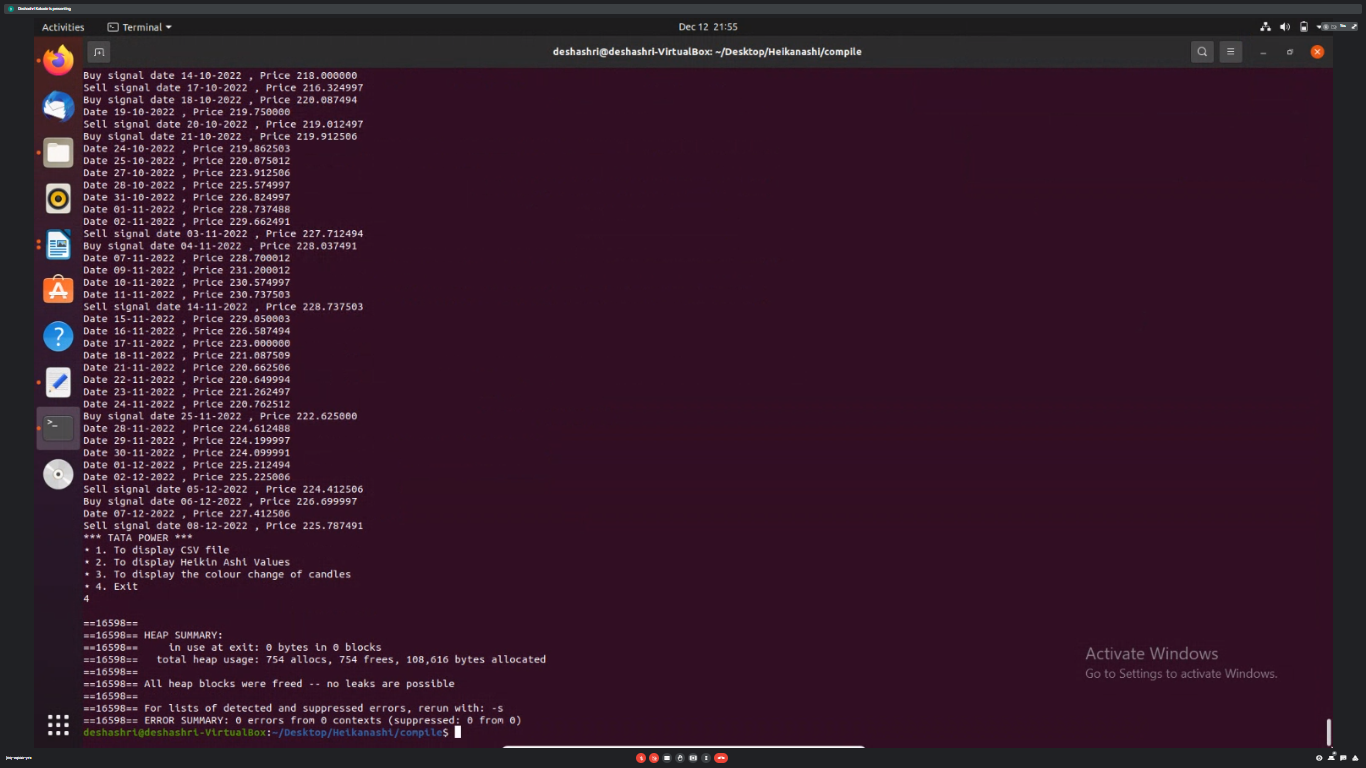 Deshashri Kalaskar is presenting
Activities
Terminal
Dec 12 21:55
deshashri@deshashri-VirtualBox: ~/Desktop/Heikanashi/compile
Buy signal date 14-10-2022 , Price 218.000000
Sell signal date 17-10-2022 , Price 216.324997
Buy signal date 18-10-2022 , Price 220.087494
Date 19-10-2022 , Price 219.750000
Sell signal date 20-10-2022 , Price 219.012497
Buy signal date 21-10-2022 , Price 219.912506
Date 24-10-2022 , Price 219.862503
Date 25-10-2022 , Price 220.075012
Date 27-10-2022 , Price 223.912506
Date 28-10-2022 , Price 225.574997
Date 31-10-2022 , Price 226.824997
Date 01-11-2022 , Price 228.737488
Date 02-11-2022 , Price 229.662491
Sell signal date 03-11-2022 , Price 227.712494
Buy signal date 04-11-2022 , Price 228.037491
Date 07-11-2022 , Price 228.700012
Date 09-11-2022 , Price 231.200012
Date 10-11-2022 , Price 230.574997
Date 11-11-2022 , Price 230.737503
Sell signal date 14-11-2022 , Price 228.737503
Date 15-11-2022 , Price 229.050003
Date 16-11-2022 , Price 226.587494
Date 17-11-2022 , Price 223.000000
Date 18-11-2022 , Price 221.087509
Date 21-11-2022 , Price 220.662506
Date 22-11-2022 , Price 220.649994
Date 23-11-2022 , Price 221.262497
Date 24-11-2022 , Price 220.762512
Buy signal date 25-11-2022 , Price 222.625000
Date 28-11-2022 , Price 224.612488
Date 29-11-2022 , Price 224.199997
Date 30-11-2022 , Price 224.099991
Date 01-12-2022 , Price 225.212494
Date 02-12-2022 , Price 225.225006
Sell signal date 05-12-2022 , Price 224.412506
Buy signal date 06-12-2022 , Price 226.699997
Date 07-12-2022 , Price 227.412506
Sell signal date 08-12-2022 , Price 225.787491
*** TATA POWER ***
• 1. To display CSV file
• 2. To display Heikin Ashi Values
• 3. To display the colour change of candles
• 4. Exit
4
==16598==
==16598== HEAP SUMMARY:
==16598==     in use at exit: 0 bytes in 0 blocks
==16598==   total heap usage: 754 allocs, 754 frees, 108,616 bytes allocated
==16598==
==16598== All heap blocks were freed -- no leaks are possible
==16598==
==16598== For lists of detected and suppressed errors, rerun with: -s
==16598== ERROR SUMMARY: 0 errors from 0 contexts (suppressed: 0 from 0)
deshashri@deshashri-VirtualBox:~/Desktop/Heikanashi/compile$
Activate Windows
Go to Settings to activate Windows.